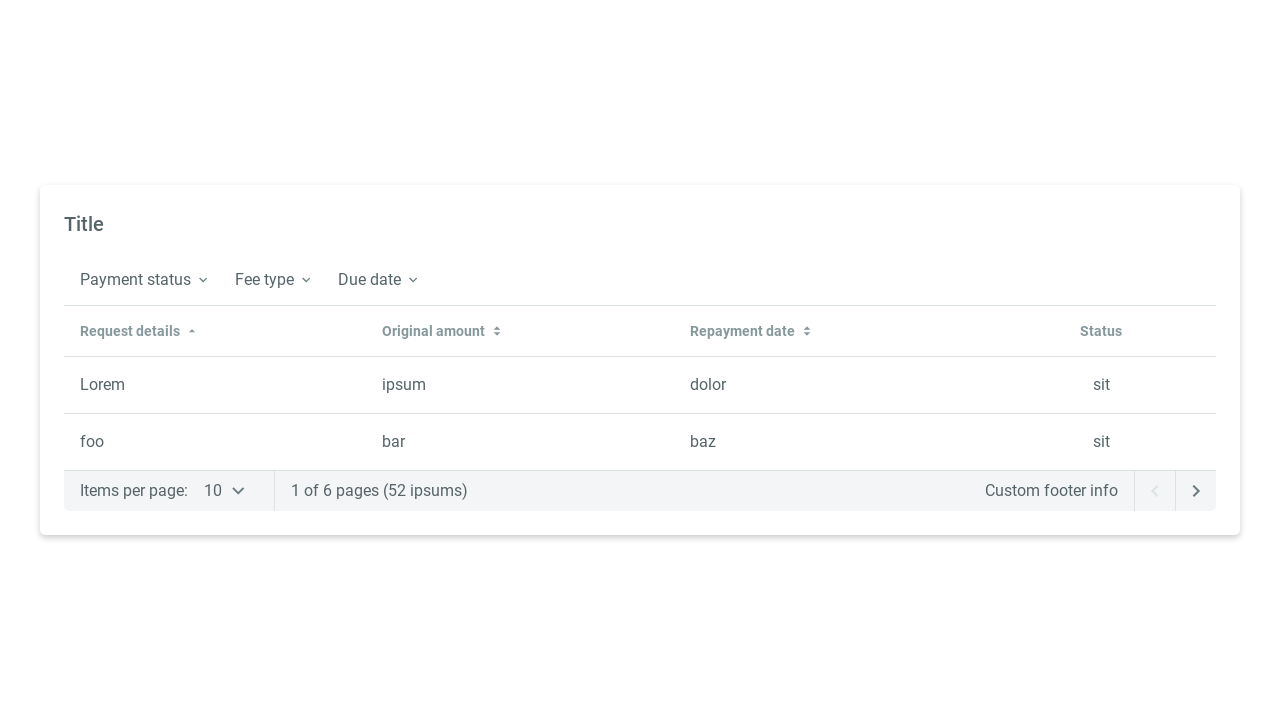 Title
Payment status Fee type Due date
Request details Original amount Repayment date Status
Lorem ipsum dolor sit
foo bar baz sit
Items per page: 10 1 of 6 pages (52 ipsums) Custom footer info